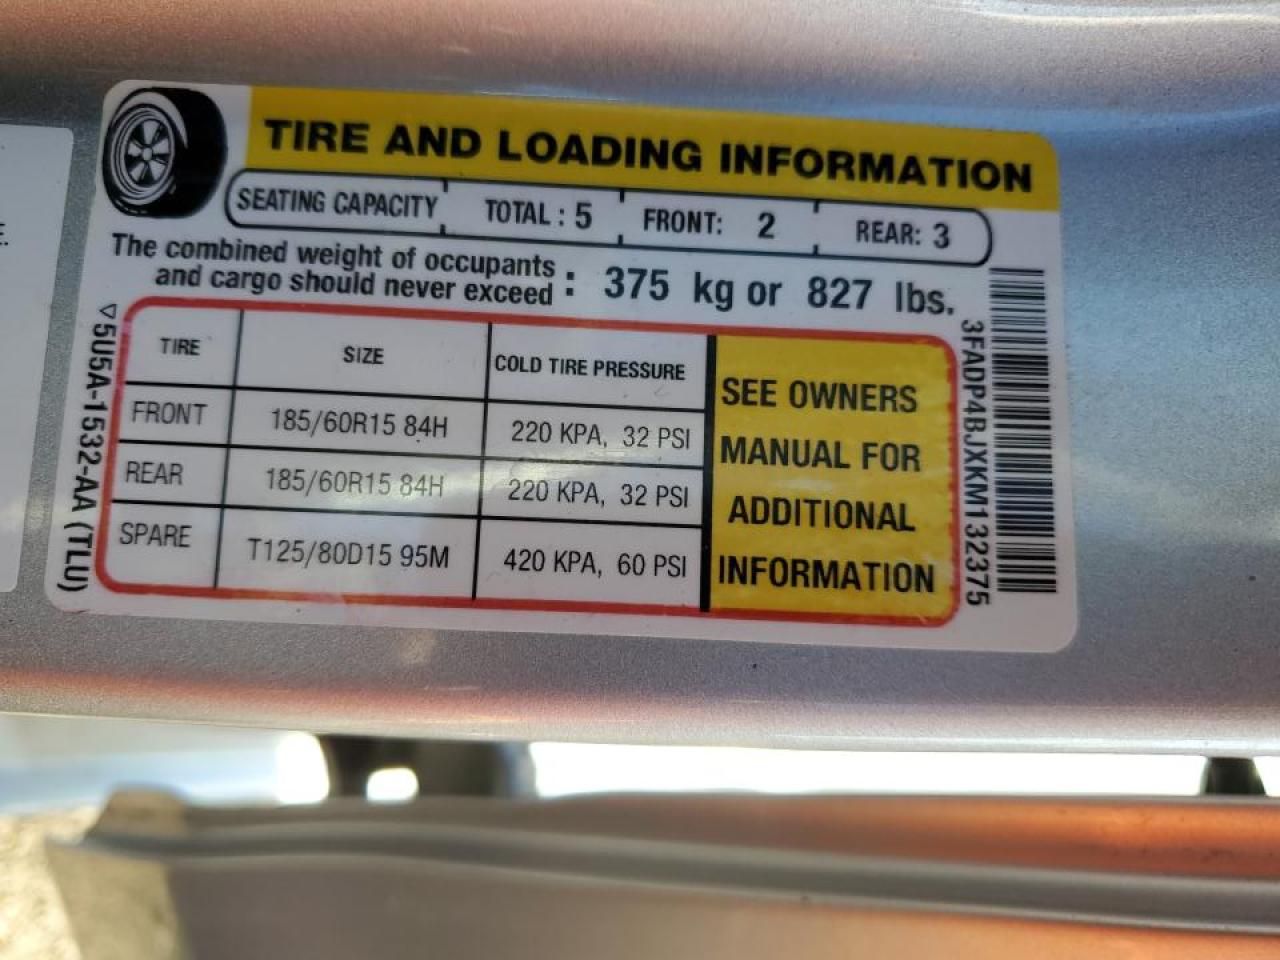 TIRE AND LOADING INFORMATION
SEATING CAPACITY TOTAL : 5 FRONT: 2 REAR: 3
The combined weight of occupants
and cargo should never exceed : 375 kg or 827 lbs.
TIRE SIZE COLD TIRE PRESSURE
FRONT 185/60R15 84H 220 KPA, 32 PSI
REAR 185/60R15 84H 220 KPA, 32 PSI
SPARE T125/80D15 95M 420 KPA, 60 PSI
SEE OWNERS
MANUAL FOR
ADDITIONAL
INFORMATION
5U5A-1532-AA (TLU)
3FADP4BJXKM132375
E.